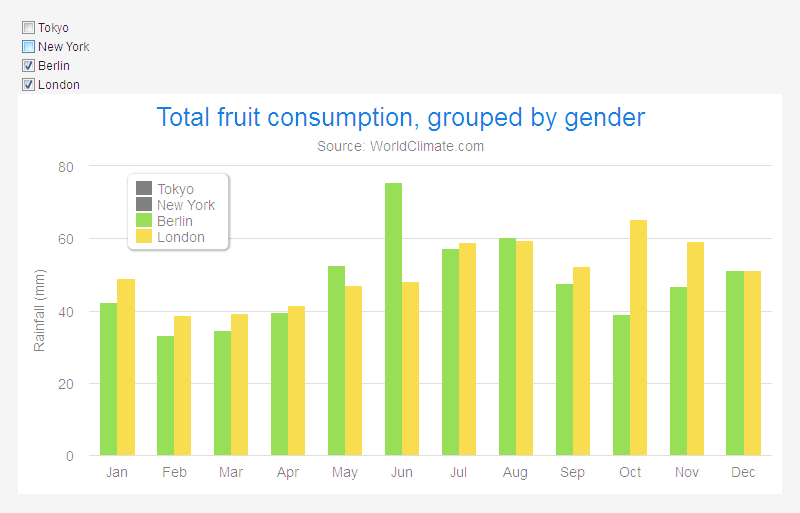 Tokyo
New York
Berlin
London
Total fruit consumption, grouped by gender
Source: WorldClimate.com
80
60
40
20
0
Rainfall (mm)
Tokyo
New York
Berlin
London
Jan Feb Mar Apr May Jun Jul Aug Sep Oct Nov Dec